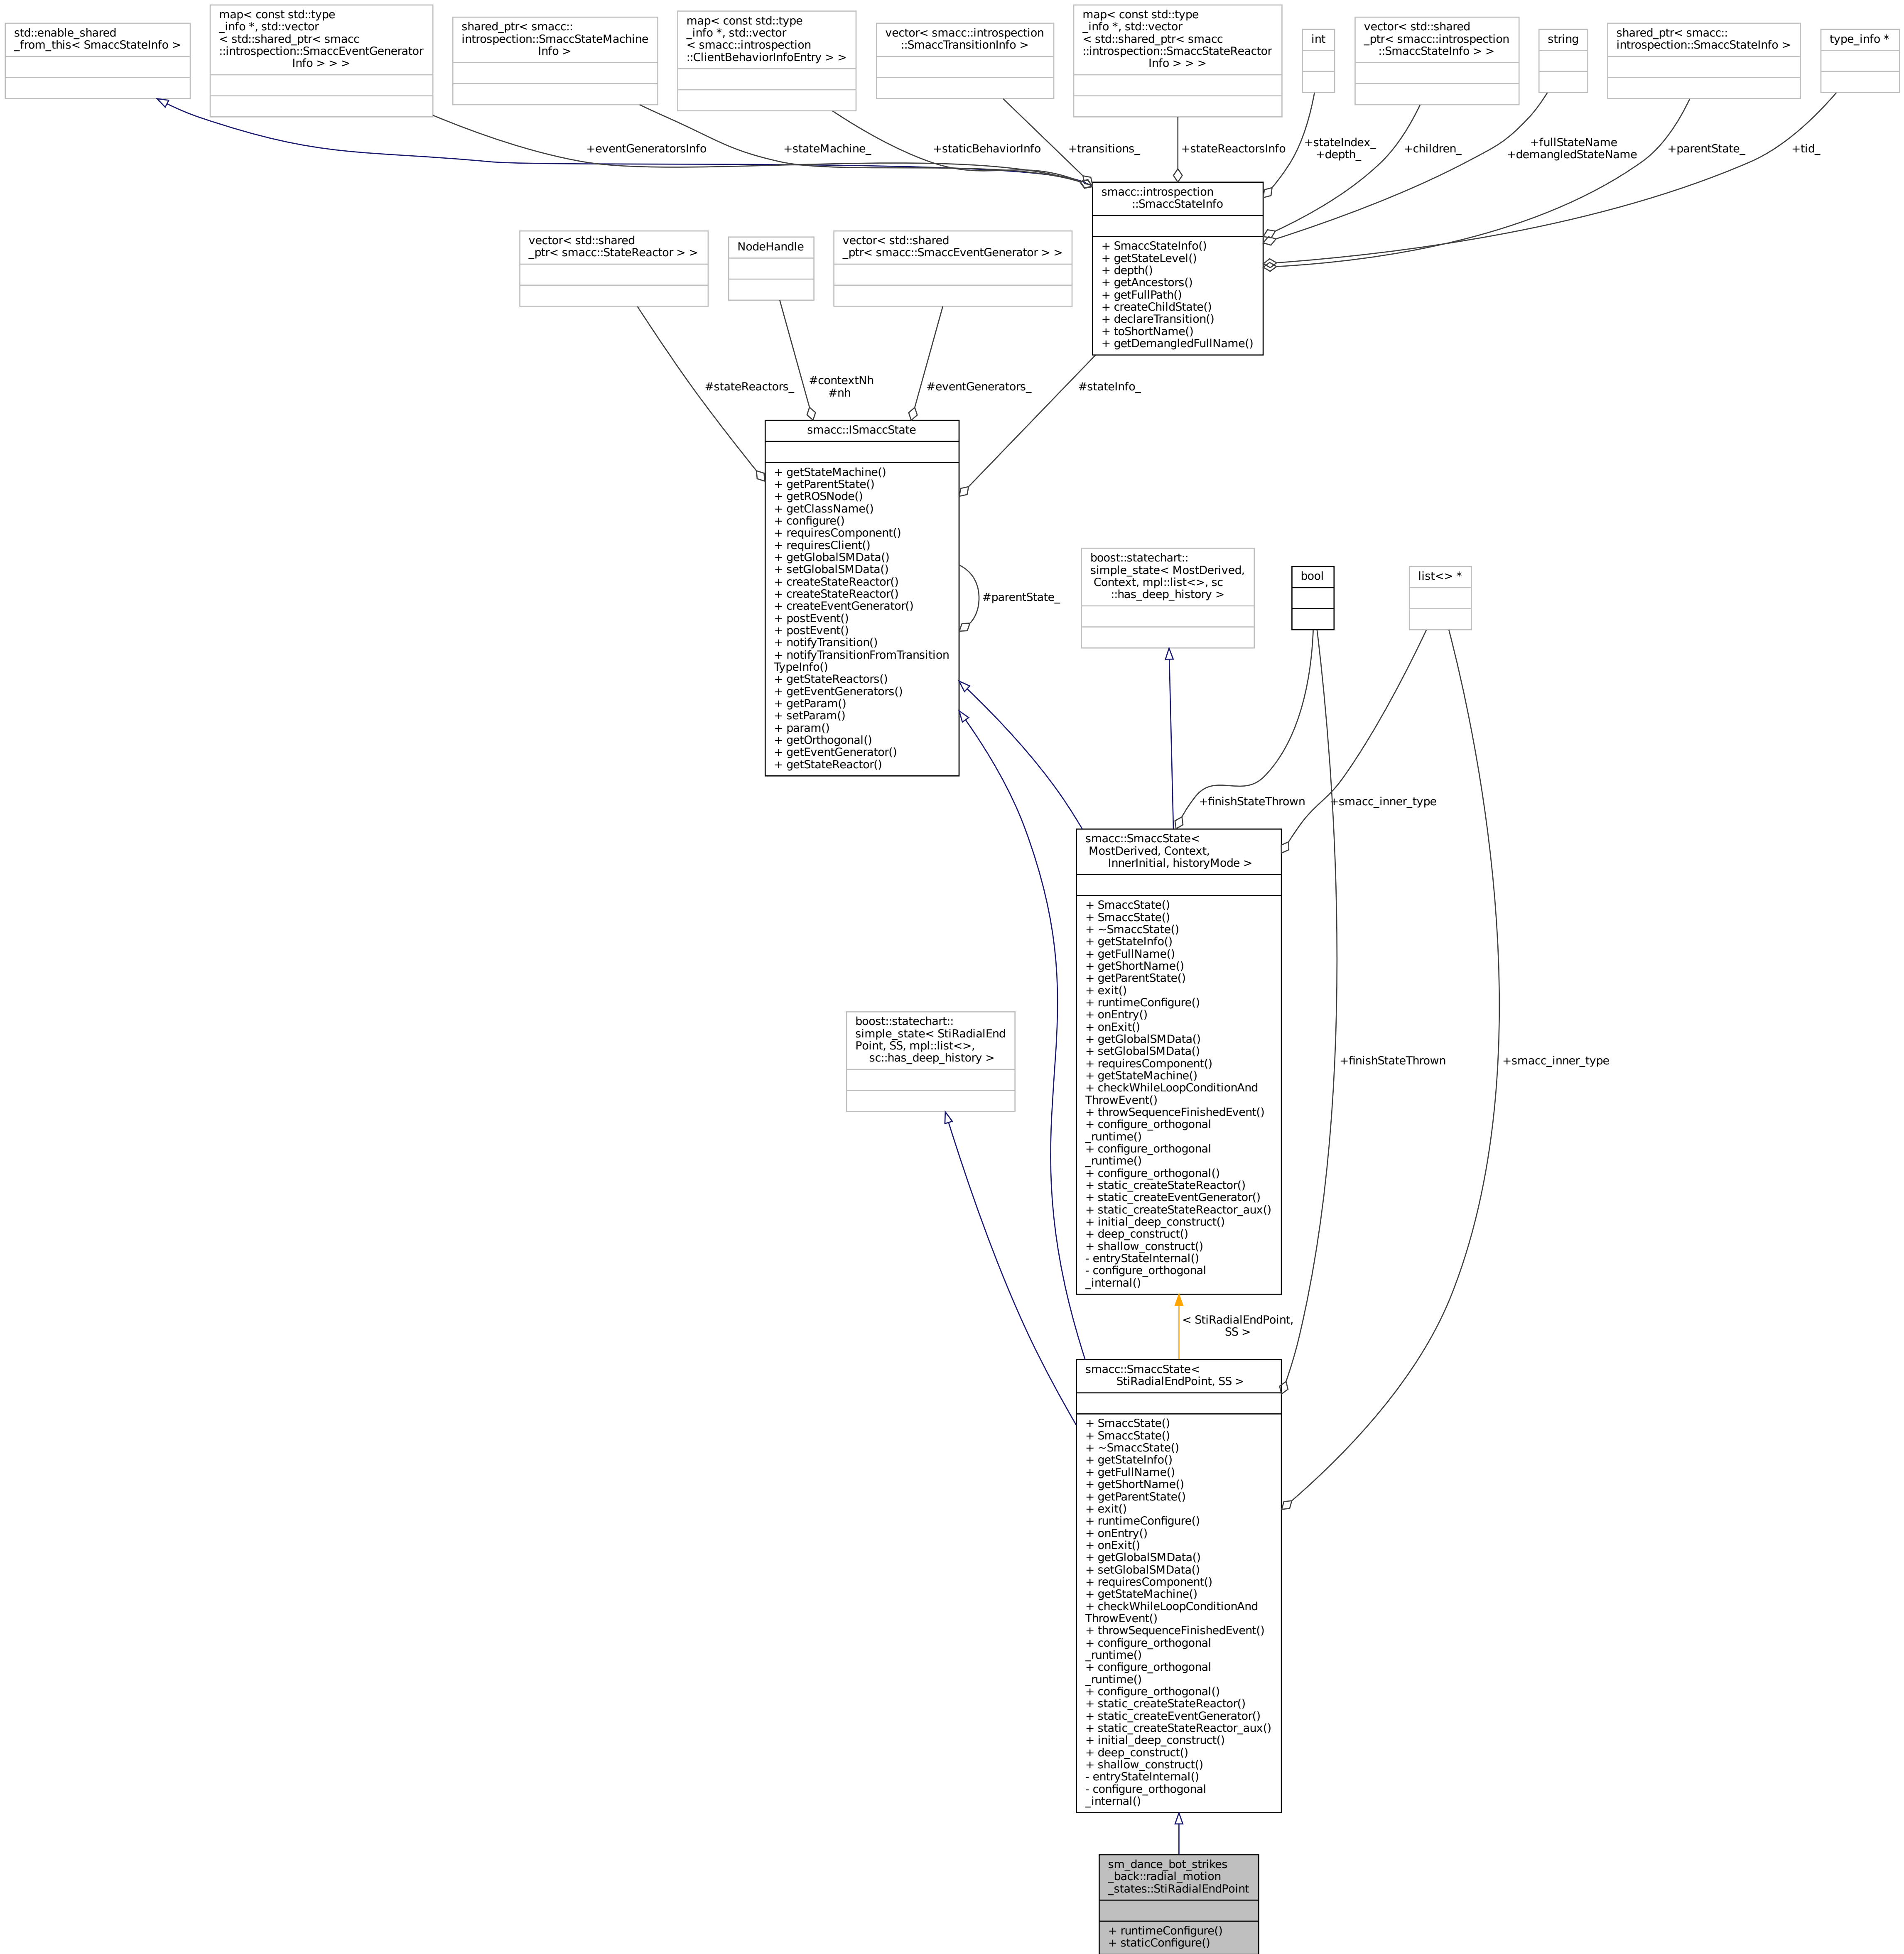 std::enable_shared
_from_this< SmaccStateInfo >
map< const std::type
_info *, std::vector
< std::shared_ptr< smacc
::introspection::SmaccEventGenerator
Info > > >
shared_ptr< smacc::
introspection::SmaccStateMachine
Info >
map< const std::type
_info *, std::vector
< smacc::introspection
::ClientBehaviorInfoEntry > >
vector< smacc::introspection
::SmaccTransitionInfo >
map< const std::type
_info *, std::vector
< std::shared_ptr< smacc
::introspection::SmaccStateReactor
Info > > >
int
vector< std::shared
_ptr< smacc::introspection
::SmaccStateInfo > >
string
shared_ptr< smacc::
introspection::SmaccStateInfo >
type_info *
+eventGeneratorsInfo
+stateMachine_
+staticBehaviorInfo
+transitions_
+stateReactorsInfo
+stateIndex_
+depth_
+children_
+fullStateName
+demangledStateName
+parentState_
+tid_
smacc::introspection
::SmaccStateInfo
+ SmaccStateInfo()
+ getStateLevel()
+ depth()
+ getAncestors()
+ getFullPath()
+ createChildState()
+ declareTransition()
+ toShortName()
+ getDemangledFullName()
vector< std::shared
_ptr< smacc::StateReactor > >
NodeHandle
vector< std::shared
_ptr< smacc::SmaccEventGenerator > >
#stateReactors_
#contextNh
#nh
#eventGenerators_
#stateInfo_
smacc::ISmaccState
+ getStateMachine()
+ getParentState()
+ getROSNode()
+ getClassName()
+ configure()
+ requiresComponent()
+ requiresClient()
+ getGlobalSMData()
+ setGlobalSMData()
+ createStateReactor()
+ createStateReactor()
+ createEventGenerator()
+ postEvent()
+ postEvent()
+ notifyTransition()
+ notifyTransitionFromTransition
TypeInfo()
+ getStateReactors()
+ getEventGenerators()
+ getParam()
+ setParam()
+ param()
+ getOrthogonal()
+ getEventGenerator()
+ getStateReactor()
#parentState_
boost::statechart::
simple_state< MostDerived,
Context, mpl::list<>, sc
::has_deep_history >
bool
list<> *
+finishStateThrown
+smacc_inner_type
smacc::SmaccState<
MostDerived, Context,
InnerInitial, historyMode >
+ SmaccState()
+ SmaccState()
+ ~SmaccState()
+ getStateInfo()
+ getFullName()
+ getShortName()
+ getParentState()
+ exit()
+ runtimeConfigure()
+ onEntry()
+ onExit()
+ getGlobalSMData()
+ setGlobalSMData()
+ requiresComponent()
+ getStateMachine()
+ checkWhileLoopConditionAnd
ThrowEvent()
+ throwSequenceFinishedEvent()
+ configure_orthogonal
_runtime()
+ configure_orthogonal
_runtime()
+ configure_orthogonal()
+ static_createStateReactor()
+ static_createEventGenerator()
+ static_createStateReactor_aux()
+ initial_deep_construct()
+ deep_construct()
+ shallow_construct()
- entryStateInternal()
- configure_orthogonal
_internal()
boost::statechart::
simple_state< StiRadialEnd
Point, SS, mpl::list<>,
sc::has_deep_history >
+finishStateThrown
+smacc_inner_type
< StiRadialEndPoint,
SS >
smacc::SmaccState<
StiRadialEndPoint, SS >
+ SmaccState()
+ SmaccState()
+ ~SmaccState()
+ getStateInfo()
+ getFullName()
+ getShortName()
+ getParentState()
+ exit()
+ runtimeConfigure()
+ onEntry()
+ onExit()
+ getGlobalSMData()
+ setGlobalSMData()
+ requiresComponent()
+ getStateMachine()
+ checkWhileLoopConditionAnd
ThrowEvent()
+ throwSequenceFinishedEvent()
+ configure_orthogonal
_runtime()
+ configure_orthogonal
_runtime()
+ configure_orthogonal()
+ static_createStateReactor()
+ static_createEventGenerator()
+ static_createStateReactor_aux()
+ initial_deep_construct()
+ deep_construct()
+ shallow_construct()
- entryStateInternal()
- configure_orthogonal
_internal()
sm_dance_bot_strikes
_back::radial_motion
_states::StiRadialEndPoint
+ runtimeConfigure()
+ staticConfigure()